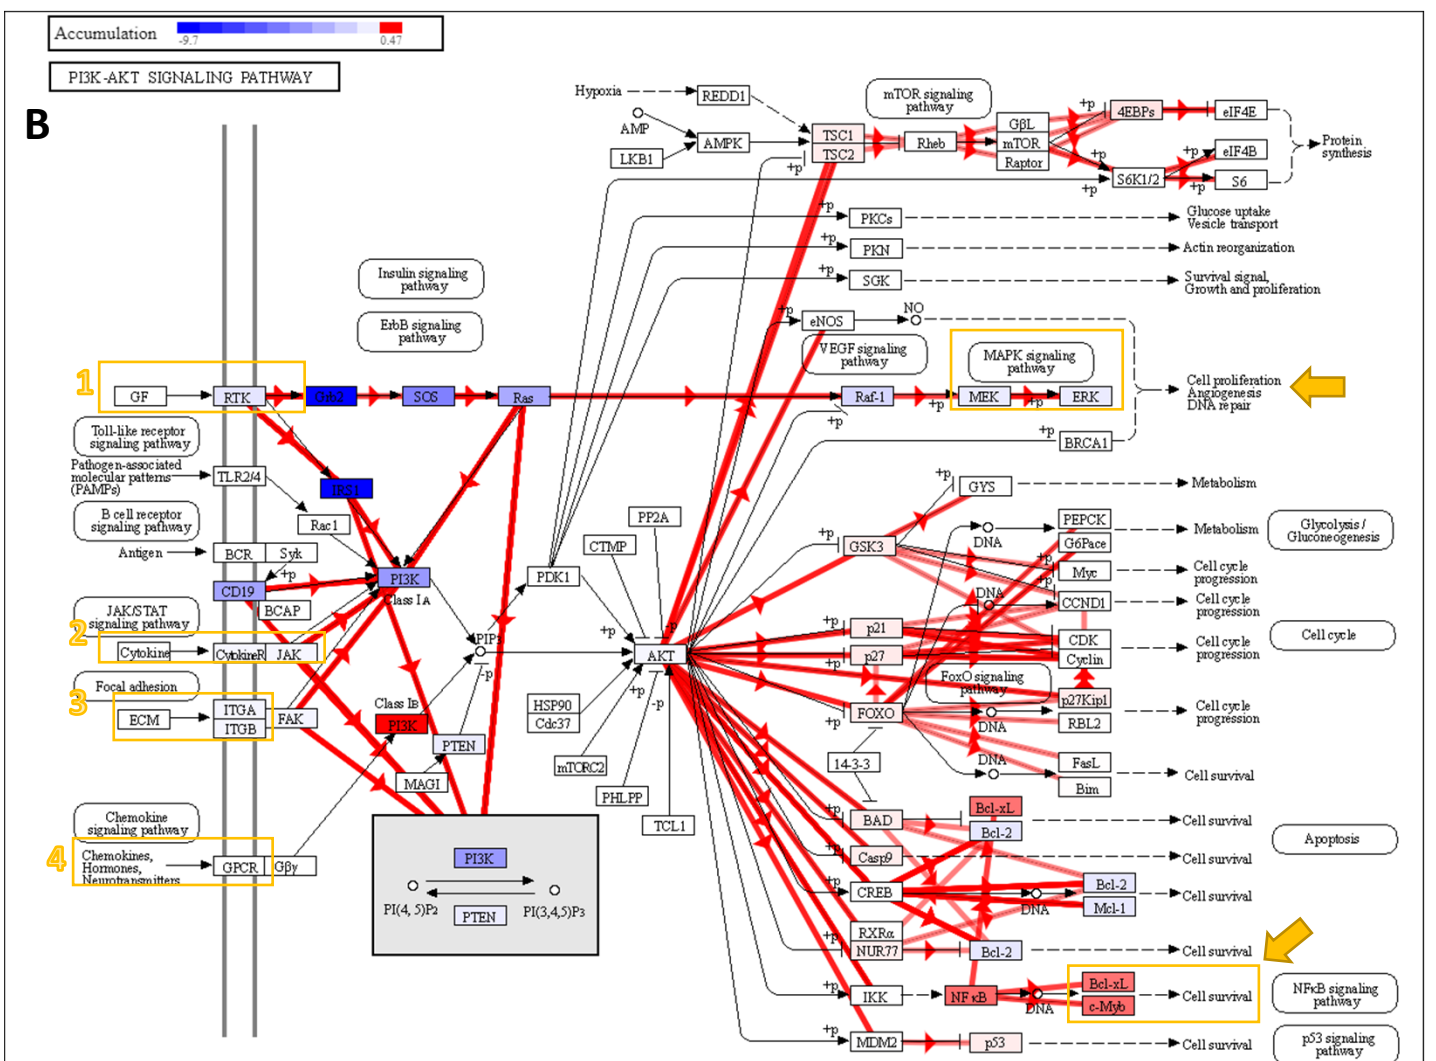 Accumulation
-9.7 0.47
PI3K-AKT SIGNALING PATHWAY
B
Hypoxia
REDD1
mTOR signaling
pathway
AMP
LKB1
AMPK
+p
TSC1
TSC2
Rheb
GβL
mTOR
Raptor
+p
4EBPs
eIF4E
+p
S6K1/2
+p
+p
eIF4B
+p
S6
Protein
synthesis
+p
PKCs
Glucose uptake
Vesicle transport
+p
PKN
Actin reorganization
+p
SGK
Survival signal,
Growth and proliferation
Insulin signaling
pathway
ErbB signaling
pathway
+p
eNOS
NO
VEGF signaling
pathway
MAPK signaling
pathway
1
GF
RTK
Grb2
SOS
Ras
Raf-1
+p
+p
MEK
+p
ERK
Cell proliferation
Angiogenesis
DNA repair
+p
BRCA1
Toll-like receptor
signaling pathway
Pathogen-associated
molecular patterns
(PAMPs)
TLR2/4
IRS1
Rac1
B cell receptor
signaling pathway
Antigen
BCR
Syk
+p
CD19
BCAP
PI3K
Class IA
PDK1
CTMP
PP2A
+p
GYS
Metabolism
+p
GSK3
DNA
PEPCK
G6Pace
Metabolism
Glycolysis /
Gluconeogenesis
+p
Myc
Cell cycle
progression
+p
DNA
CCND1
Cell cycle
progression
JAK/STAT
signaling pathway
2
Cytokine
CytokineR
JAK
PIP3
-p
+p
-p
AKT
+p
p21
+p
p27
CDK
Cyclin
Cell cycle
progression
Cell cycle
Focal adhesion
3
ECM
ITGA
ITGB
FAK
Class IB
PI3K
PTEN
MAGI
HSP90
Cdc37
+p
-p
mTORC2
PHLPP
TCL1
FoxO signaling
pathway
+p
FOXO
DNA
p27Kip1
RBL2
Cell cycle
progression
14-3-3
DNA
FasL
Bim
Cell survival
Chemokine
signaling pathway
4
Chemokines,
Hormones,
Neurotransmitters
GPCR
Gβγ
PI3K
PI(4, 5)P2
PI(3,4,5)P3
PTEN
+p
BAD
Bcl-xL
Bcl-2
Cell survival
Apoptosis
+p
Casp9
Cell survival
+p
CREB
DNA
Bcl-2
Mcl-1
Cell survival
RXRα
+p
NUR77
Bcl-2
Cell survival
+p
IKK
NFκB
DNA
Bcl-xL
c-Myb
Cell survival
NFκB signaling
pathway
+p
MDM2
p53
Cell survival
p53 signaling
pathway